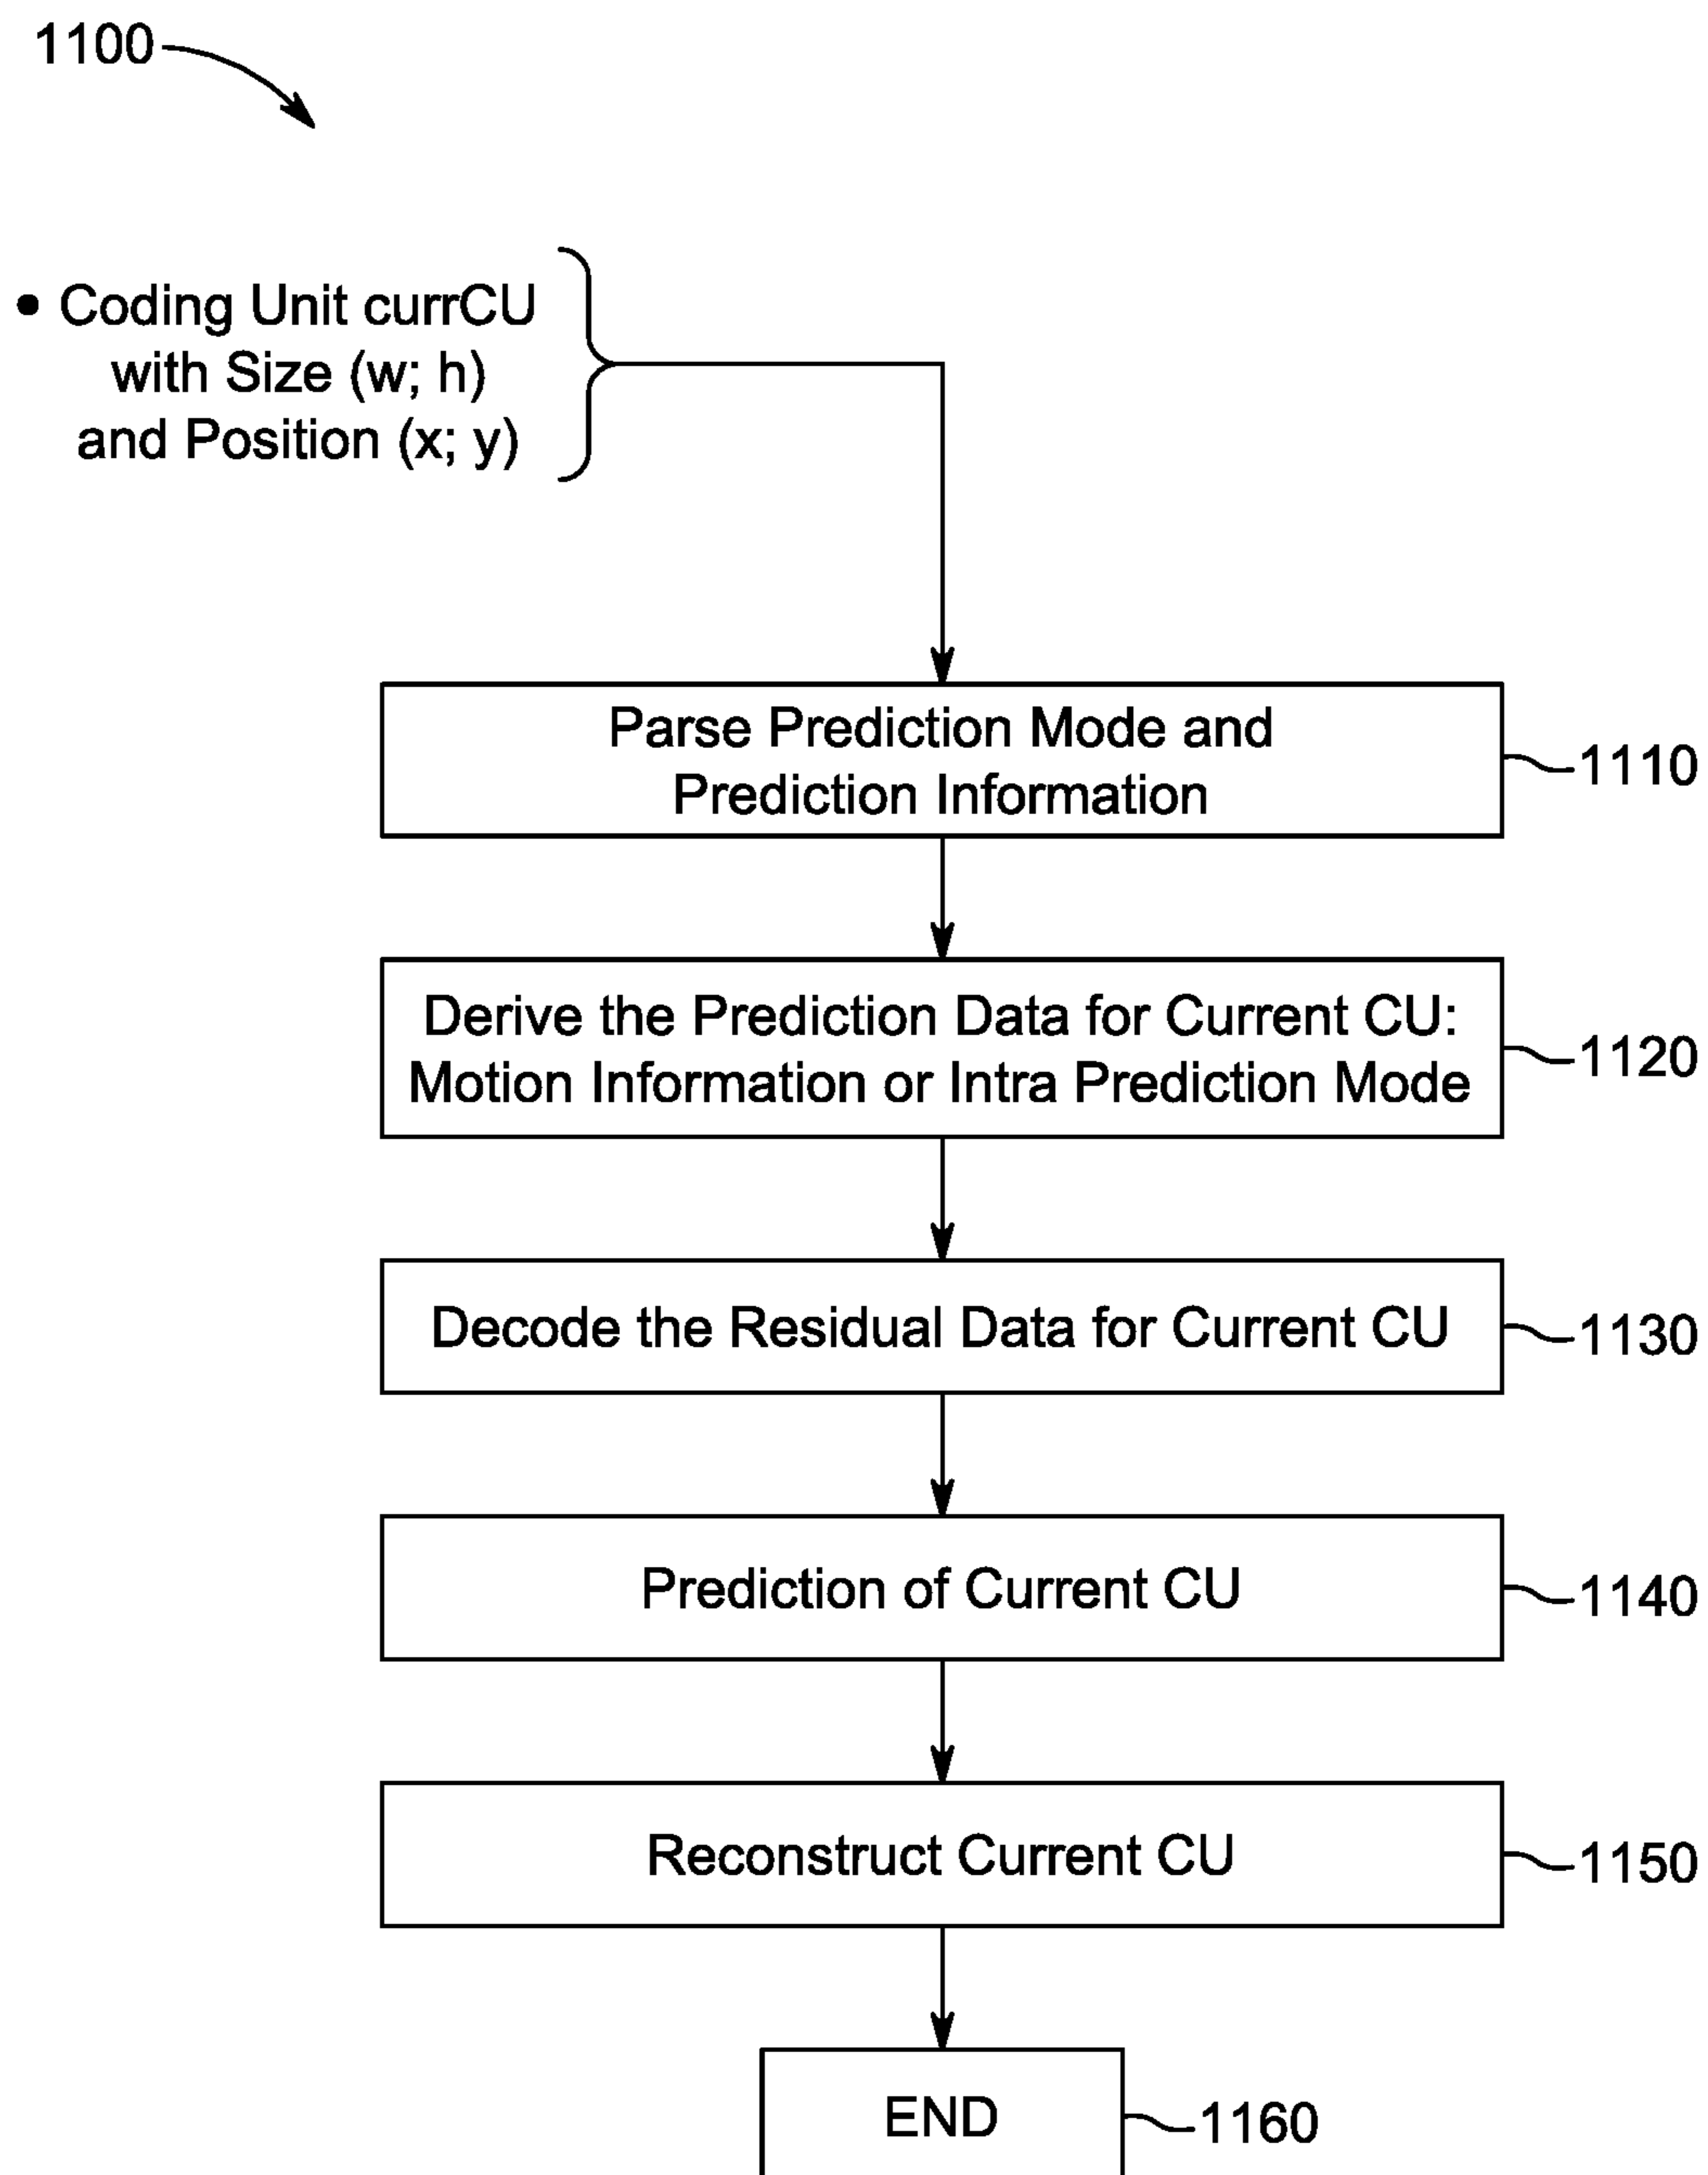 1100
• Coding Unit currCU
with Size (w; h)
and Position (x; y)
Parse Prediction Mode and
Prediction Information
1110
Derive the Prediction Data for Current CU:
Motion Information or Intra Prediction Mode
1120
Decode the Residual Data for Current CU
1130
Prediction of Current CU
1140
Reconstruct Current CU
1150
END
1160